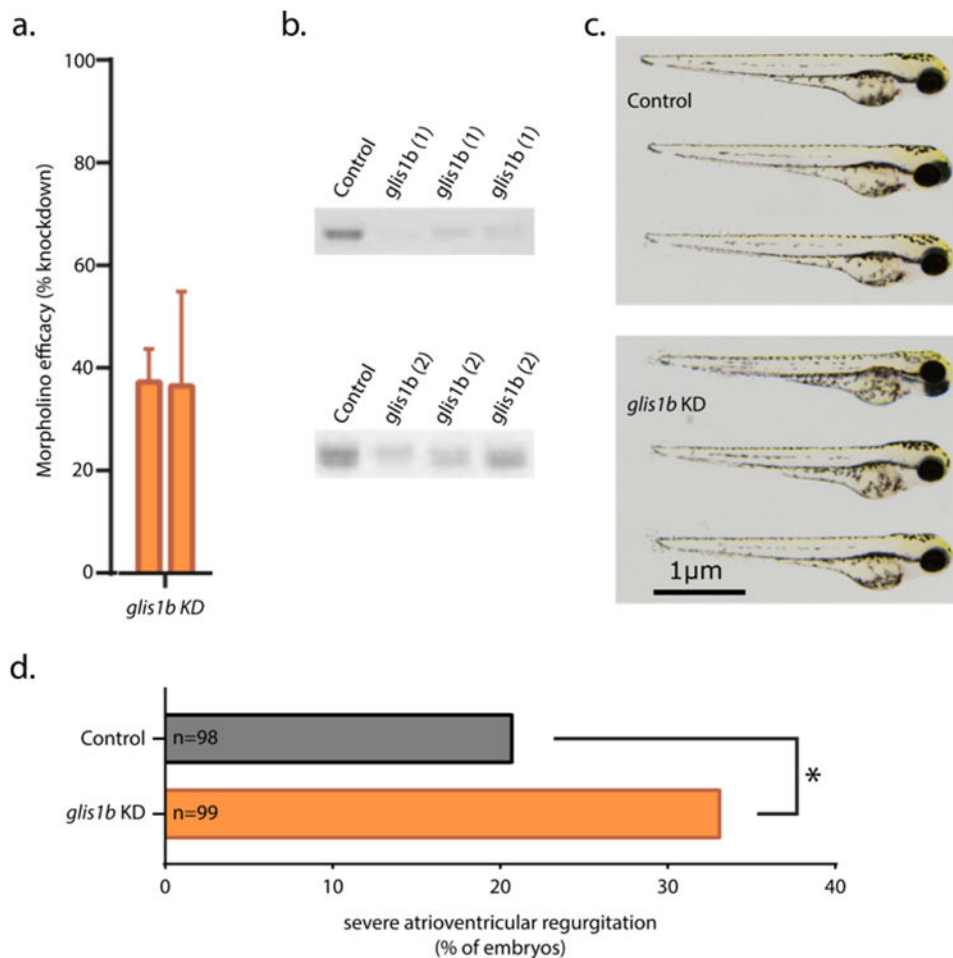 a.
100
80
60
40
20
0
Morpholino efficacy (% knockdown)
glis1b KD
b.
Control
glis1b (1)
glis1b (1)
glis1b (1)
Control
glis1b (2)
glis1b (2)
glis1b (2)
c.
Control
glis1b KD
1μm
d.
Control
n=98
glis1b KD
n=99
*
0
10
20
30
40
severe atrioventricular regurgitation
(% of embryos)